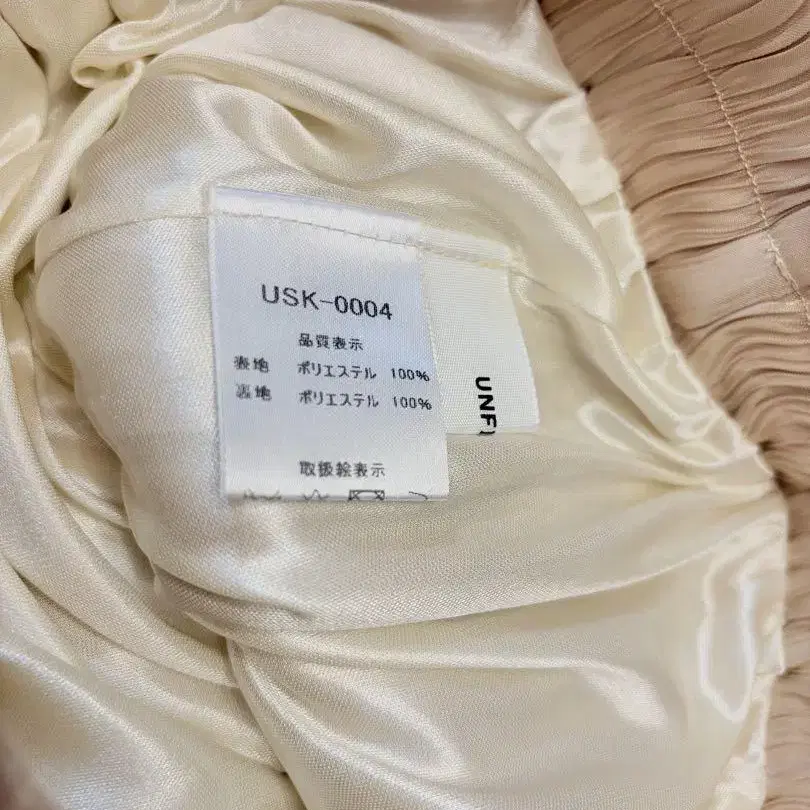 USK-0004
品質表示
表地 ポリエステル 100%
裏地 ポリエステル 100%
取扱絵表示